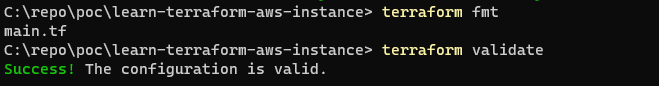 C:\repo\poc\learn-terraform-aws-instance> terraform fmt
main.tf
C:\repo\poc\learn-terraform-aws-instance> terraform validate
Success! The configuration is valid.